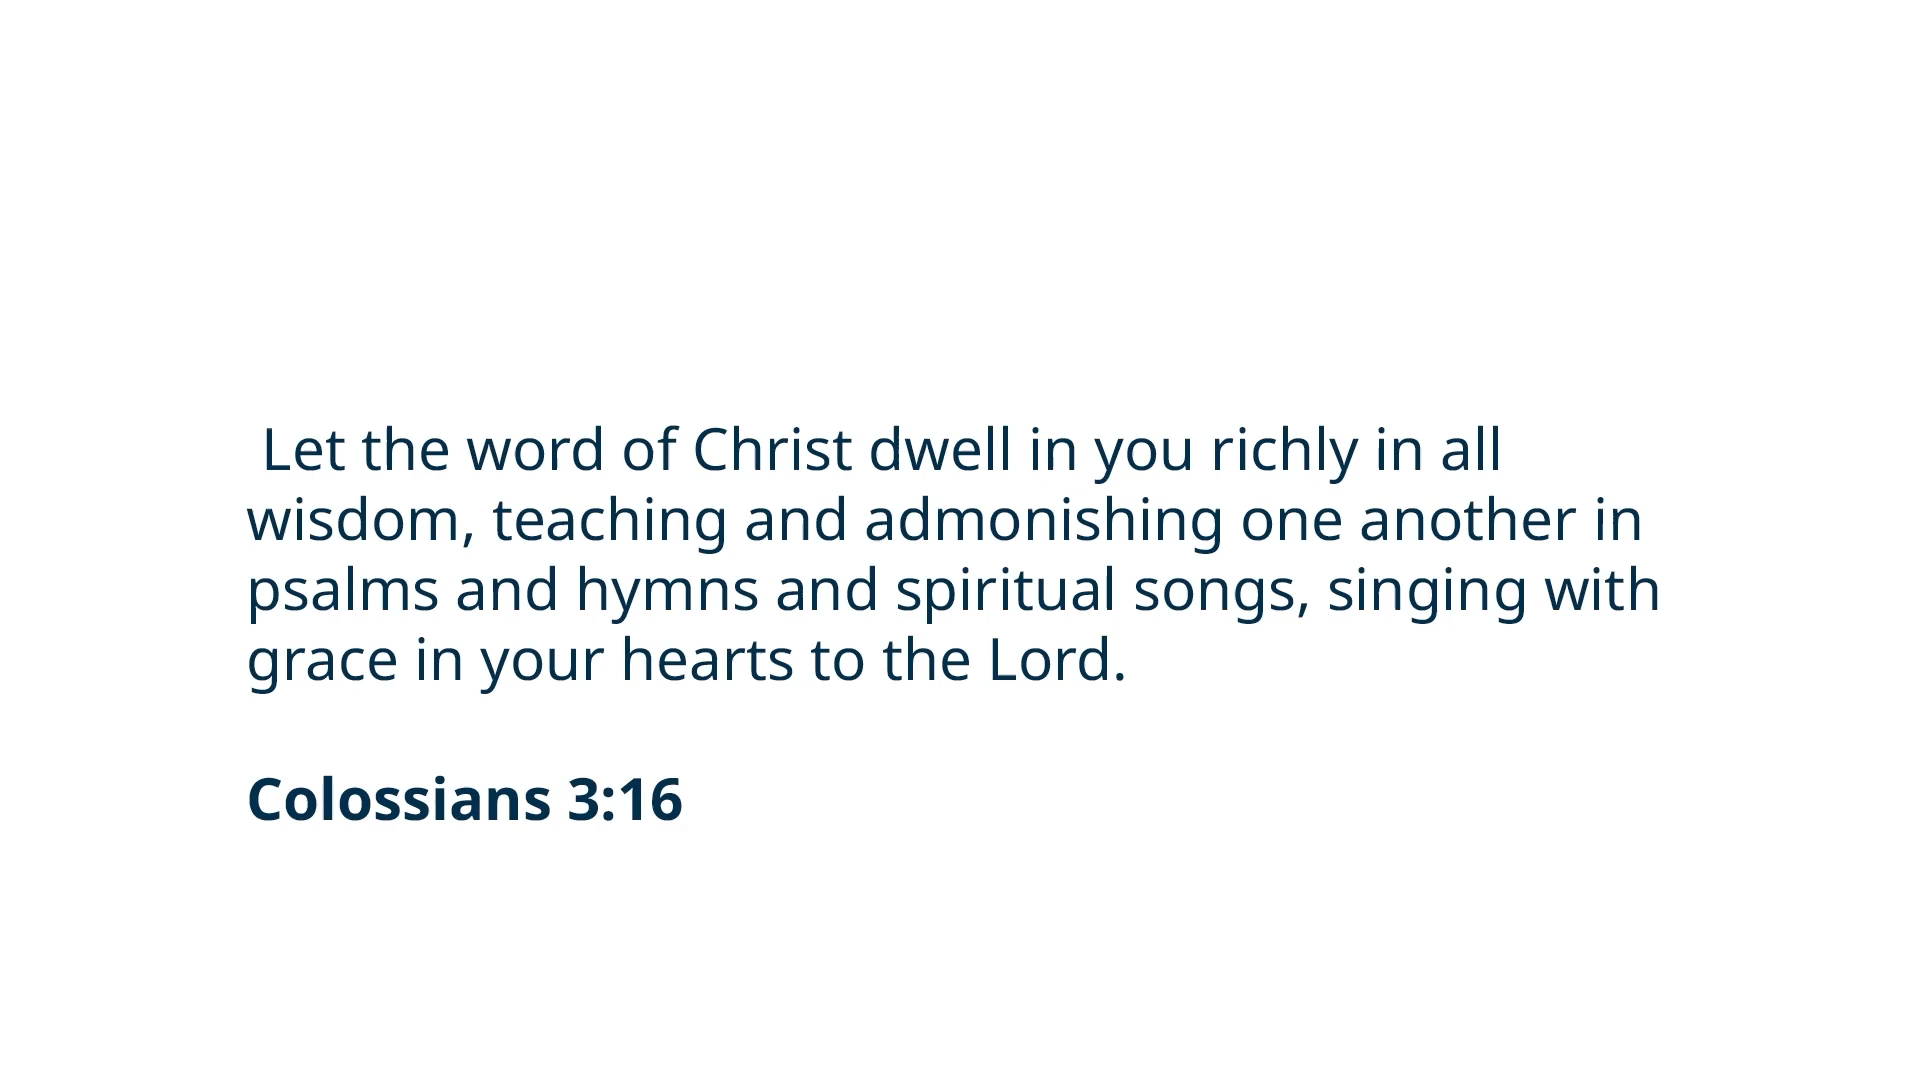 Let the word of Christ dwell in you richly in all
wisdom, teaching and admonishing one another in
psalms and hymns and spiritual songs, singing with
grace in your hearts to the Lord.
Colossians 3:16